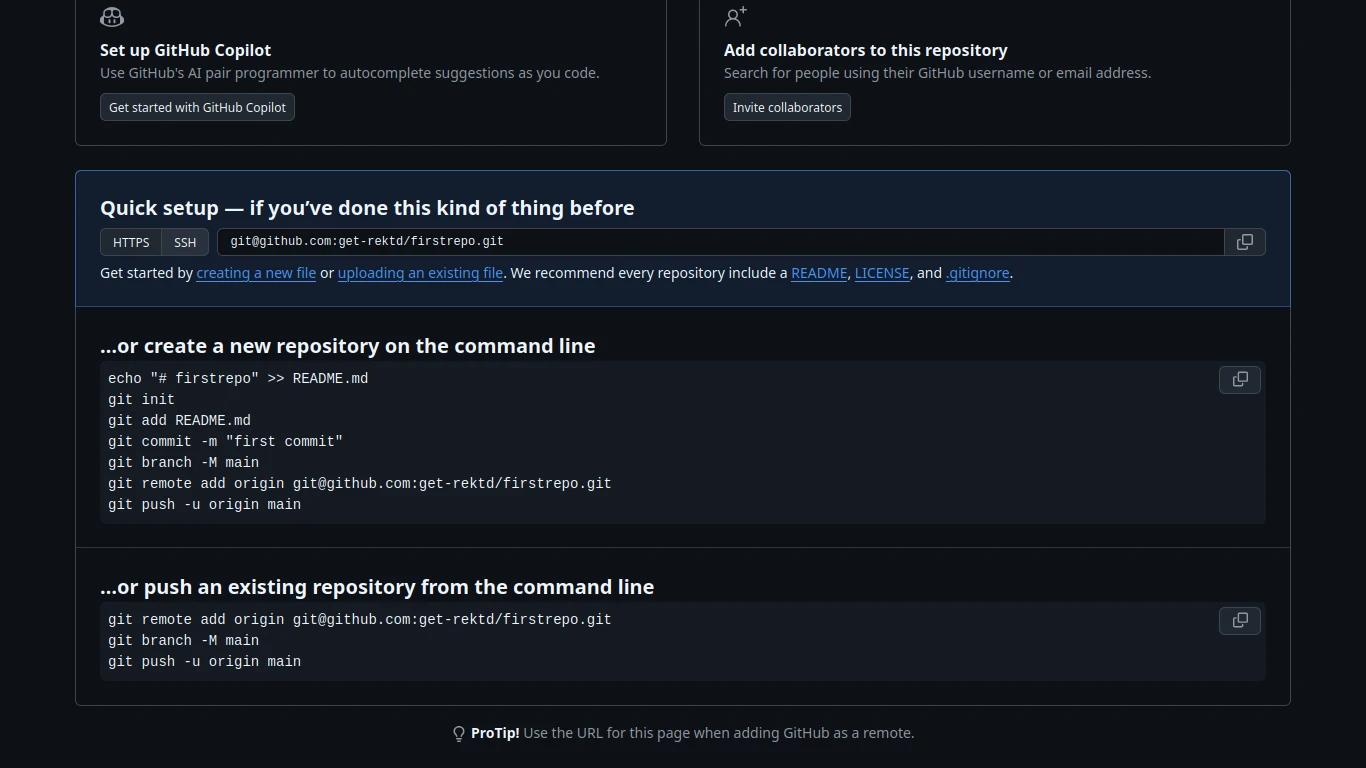 Set up GitHub Copilot
Use GitHub's AI pair programmer to autocomplete suggestions as you code.
Get started with GitHub Copilot
Add collaborators to this repository
Search for people using their GitHub username or email address.
Invite collaborators
Quick setup — if you’ve done this kind of thing before
HTTPS SSH git@github.com:get-rektd/firstrepo.git
Get started by creating a new file or uploading an existing file. We recommend every repository include a README, LICENSE, and .gitignore.
…or create a new repository on the command line
echo "# firstrepo" >> README.md
git init
git add README.md
git commit -m "first commit"
git branch -M main
git remote add origin git@github.com:get-rektd/firstrepo.git
git push -u origin main
…or push an existing repository from the command line
git remote add origin git@github.com:get-rektd/firstrepo.git
git branch -M main
git push -u origin main
ProTip! Use the URL for this page when adding GitHub as a remote.